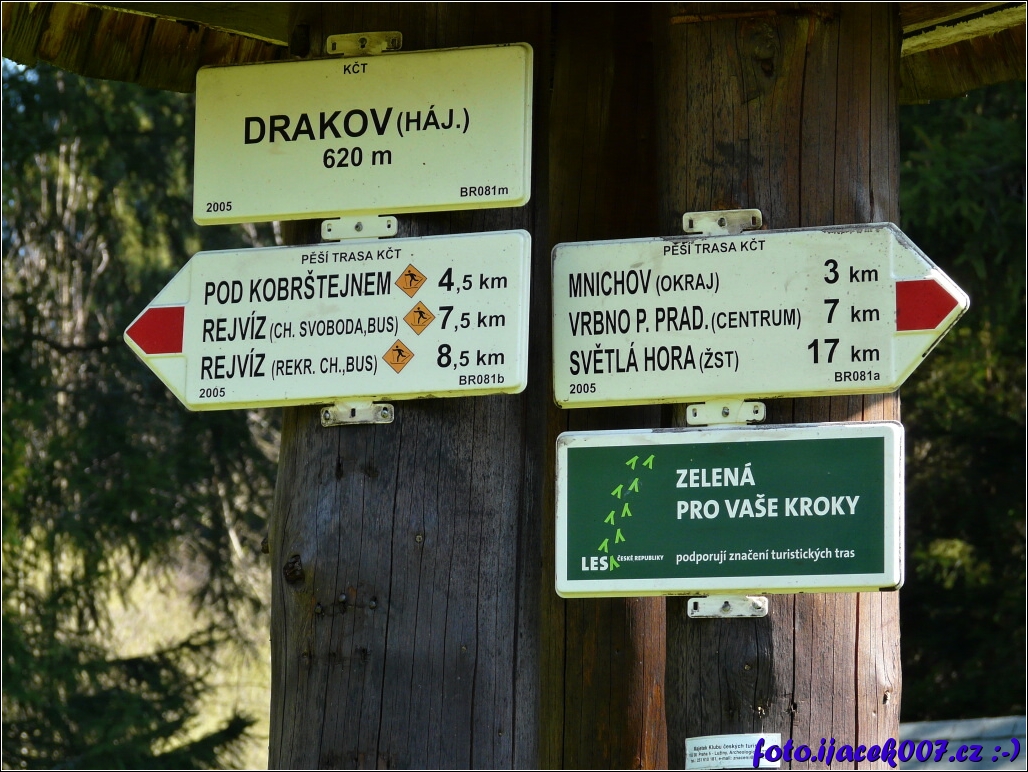 KČT
DRAKOV (HÁJ.)
620 m
2005 BR081m
PĚŠÍ TRASA KČT
POD KOBRŠTEJNEM 4,5 km
REJVÍZ (CH. SVOBODA,BUS) 7,5 km
REJVÍZ (REKR. CH.,BUS) 8,5 km
2005 BR081b
PĚŠÍ TRASA KČT
MNICHOV (OKRAJ) 3 km
VRBNO P. PRAD. (CENTRUM) 7 km
SVĚTLÁ HORA (ŽST) 17 km
2005 BR081a
ZELENÁ
PRO VAŠE KROKY
LESY ČESKÉ REPUBLIKY podporují značení turistických tras
Klubu českých
foto.ijacek007.cz :-)